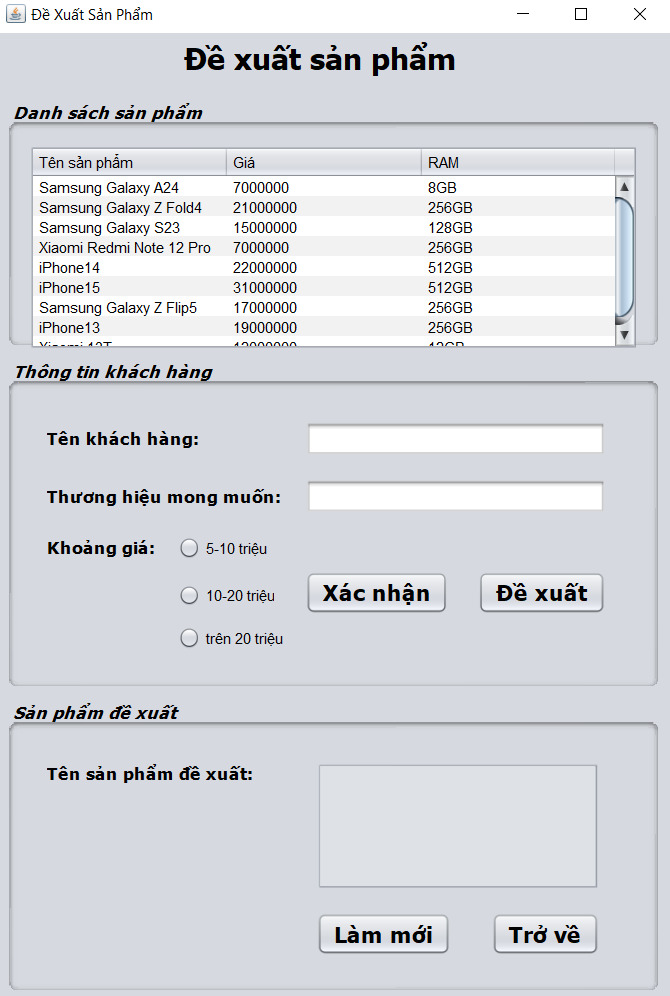 Đề Xuất Sản Phẩm
Đề xuất sản phẩm
Danh sách sản phẩm
Tên sản phẩm Giá RAM
Samsung Galaxy A24 7000000 8GB
Samsung Galaxy Z Fold4 21000000 256GB
Samsung Galaxy S23 15000000 128GB
Xiaomi Redmi Note 12 Pro 7000000 256GB
iPhone14 22000000 512GB
iPhone15 31000000 512GB
Samsung Galaxy Z Flip5 17000000 256GB
iPhone13 19000000 256GB
Xiaomi 13T 12GB
Thông tin khách hàng
Tên khách hàng:
Thương hiệu mong muốn:
Khoảng giá: 5-10 triệu
10-20 triệu
Xác nhận Đề xuất
trên 20 triệu
Sản phẩm đề xuất
Tên sản phẩm đề xuất:
Làm mới Trở về